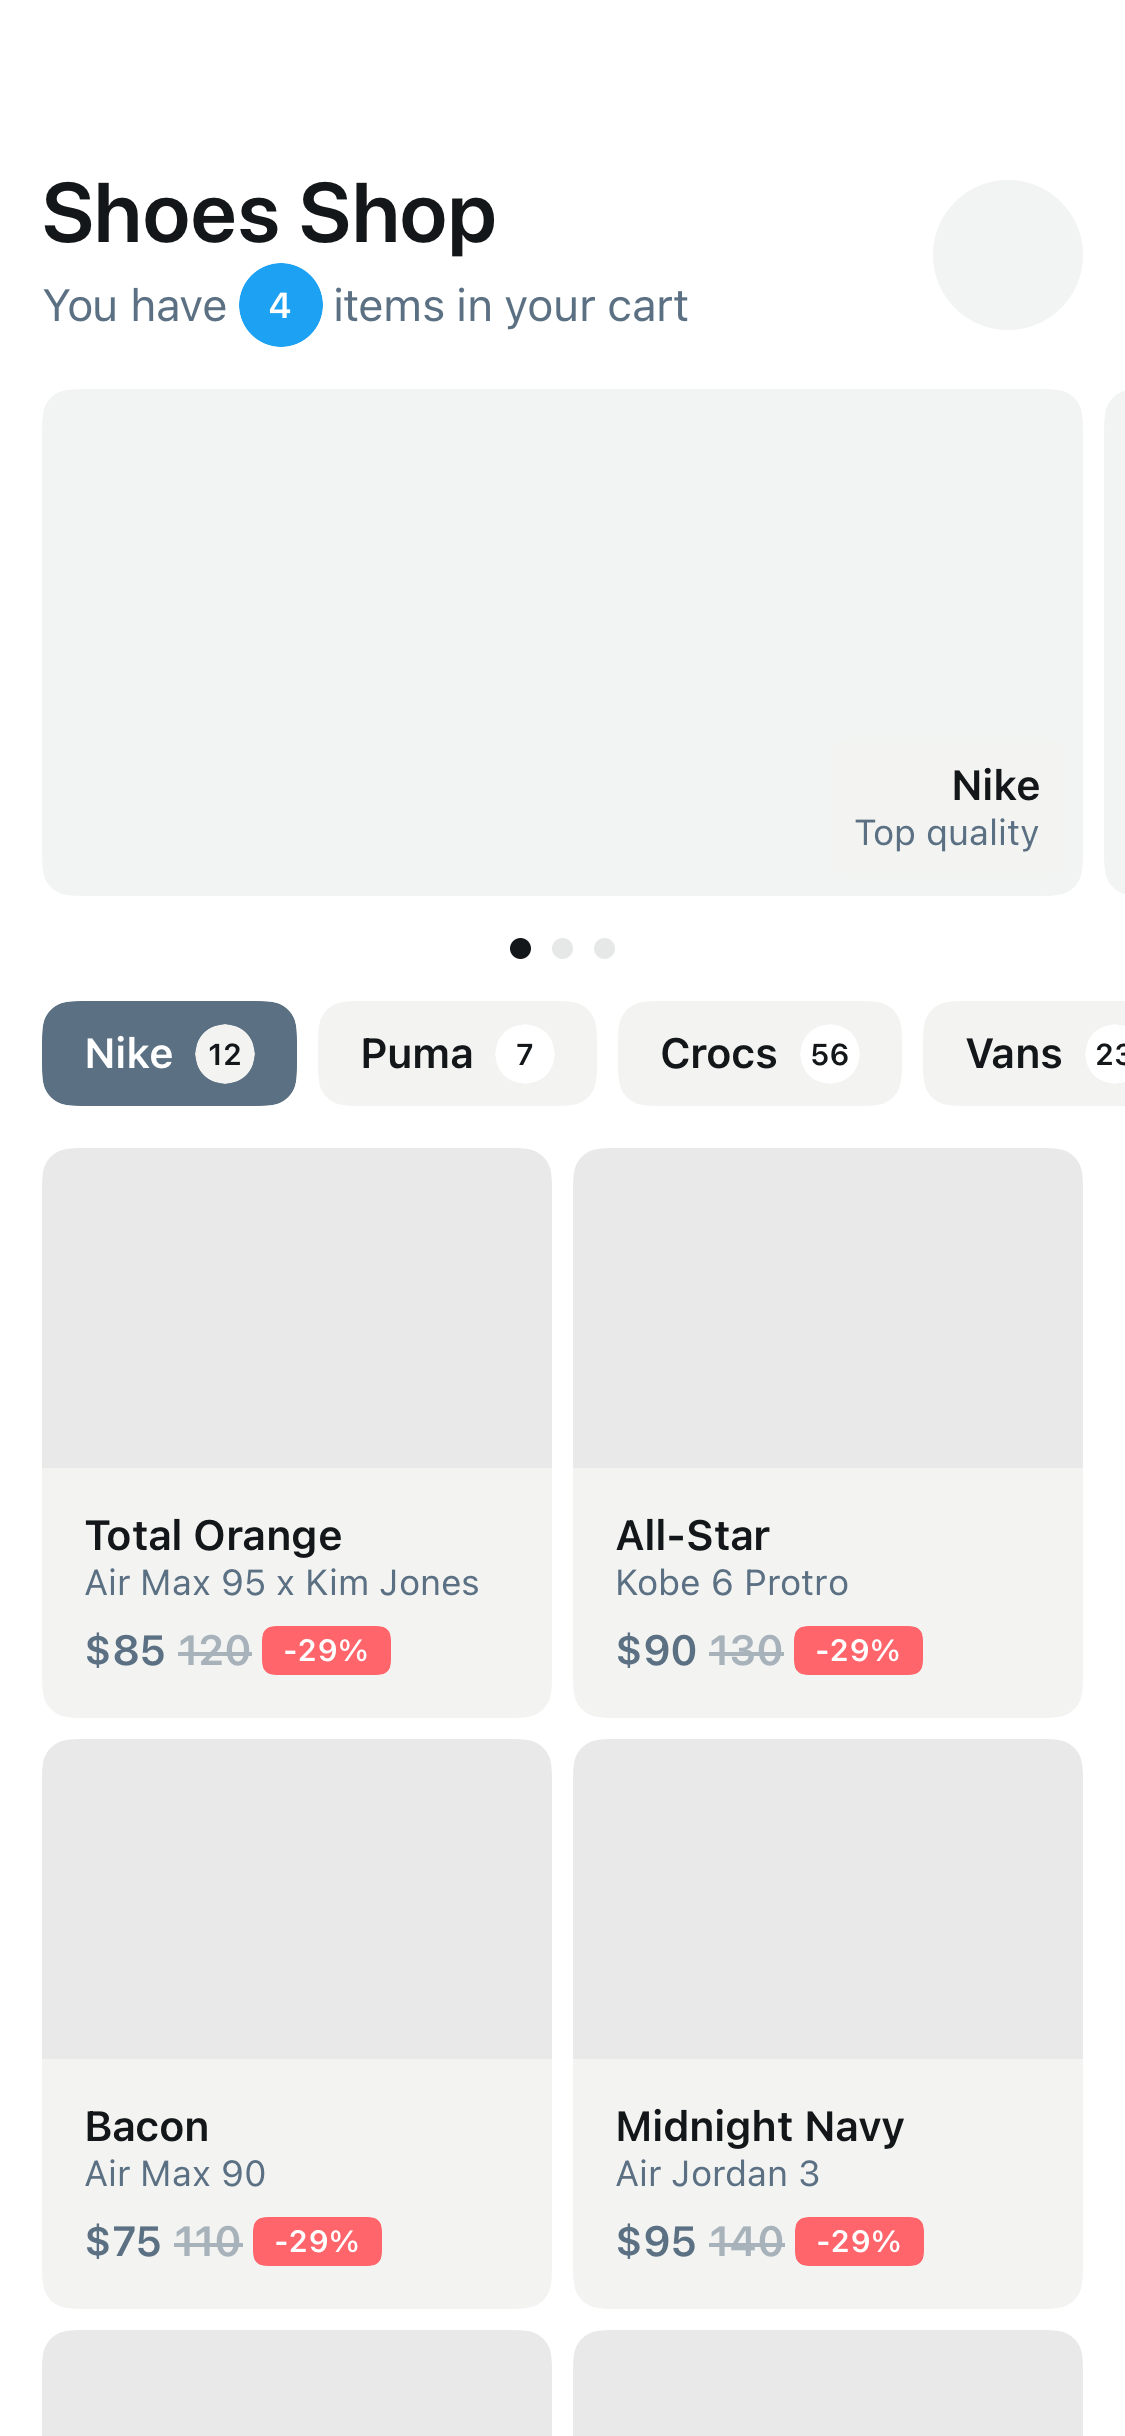 Shoes Shop
You have 4 items in your cart
Nike
Top quality
Nike 12 Puma 7 Crocs 56 Vans 23
Total Orange
Air Max 95 x Kim Jones
$85 120 -29%
All-Star
Kobe 6 Protro
$90 130 -29%
Bacon
Air Max 90
$75 110 -29%
Midnight Navy
Air Jordan 3
$95 140 -29%